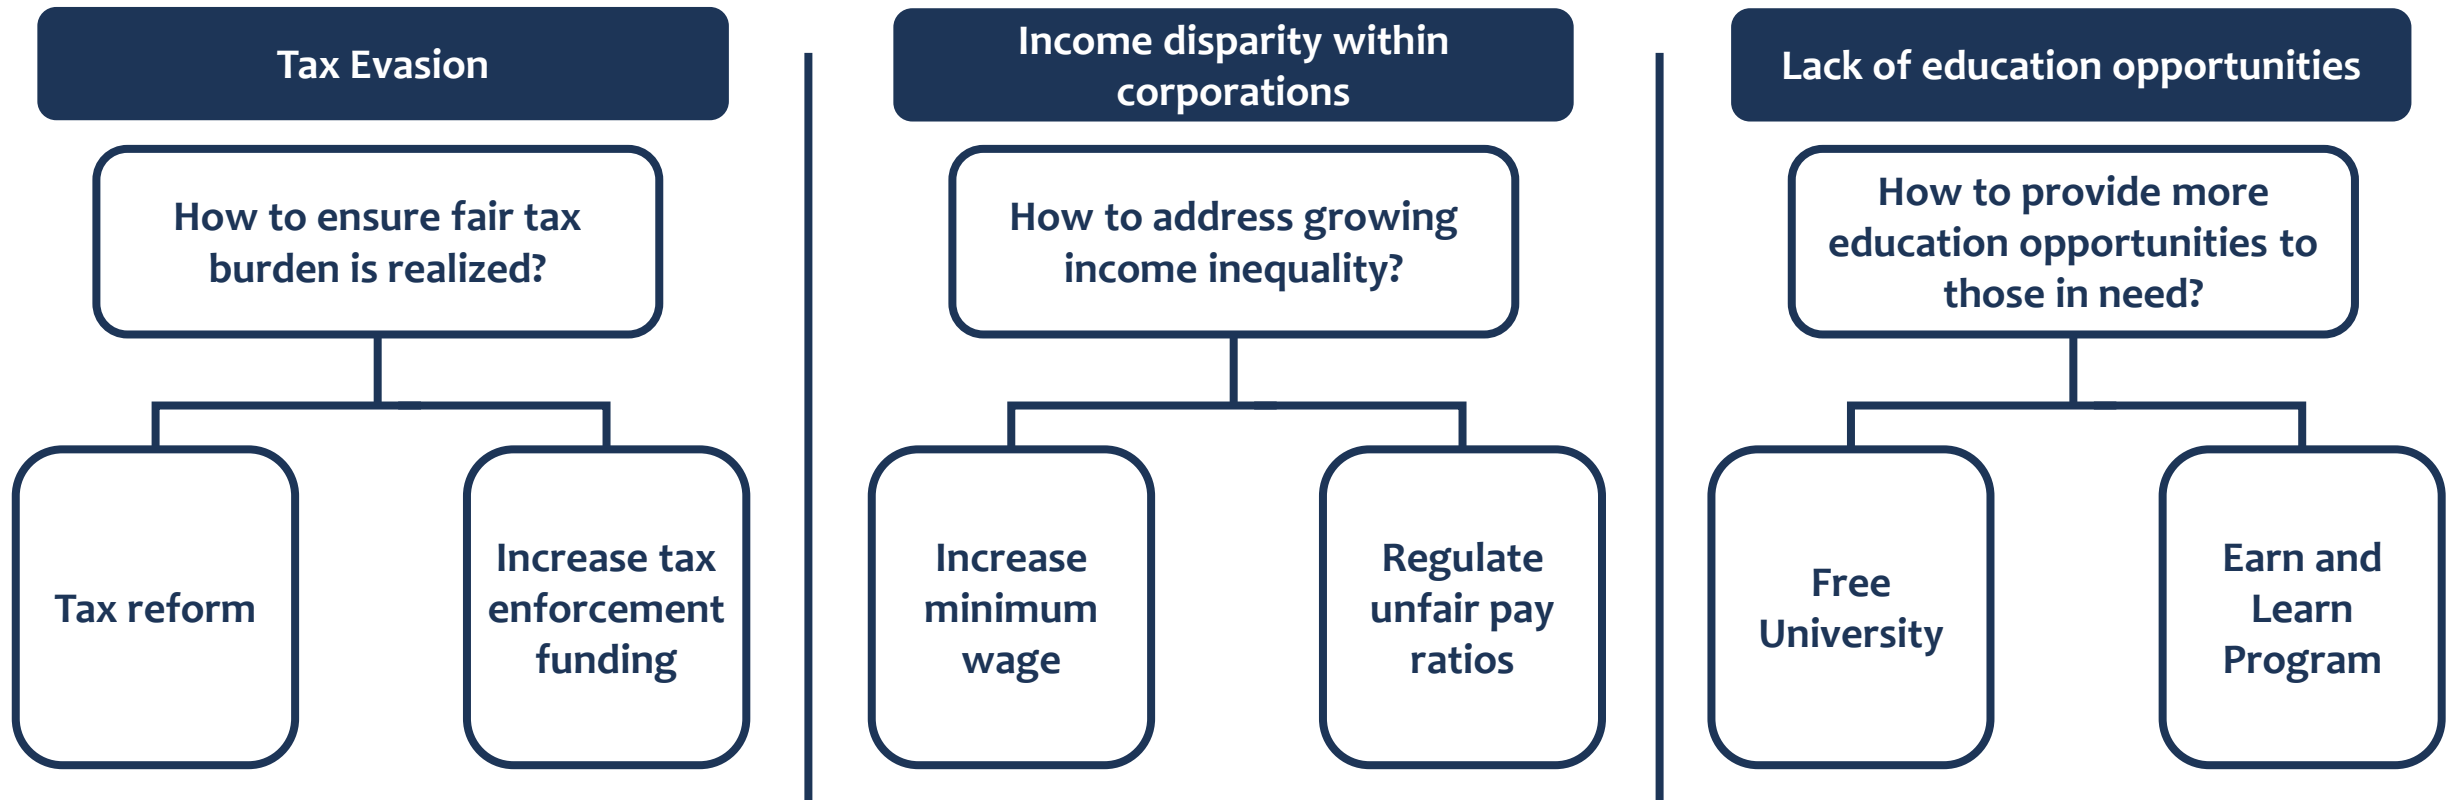 Tax Evasion
How to ensure fair tax
burden is realized?
Tax reform
Increase tax
enforcement
funding
Income disparity within
corporations
How to address growing
income inequality?
Increase
minimum
wage
Regulate
unfair pay
ratios
Lack of education opportunities
How to provide more
education opportunities to
those in need?
Free
University
Earn and
Learn
Program